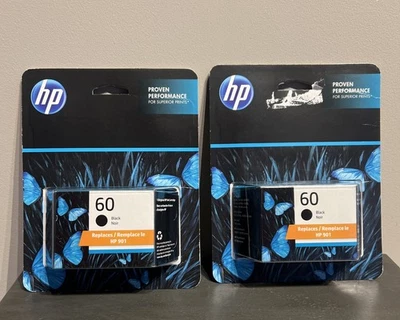 hp
PROVEN
PERFORMANCE
FOR SUPERIOR PRINTS*
60
Black
Noir
Replaces / Remplace le
HP 901
hp
PROVEN
PERFORMANCE
FOR SUPERIOR PRINTS*
60
Black
Noir
Replaces / Remplace le
HP 901